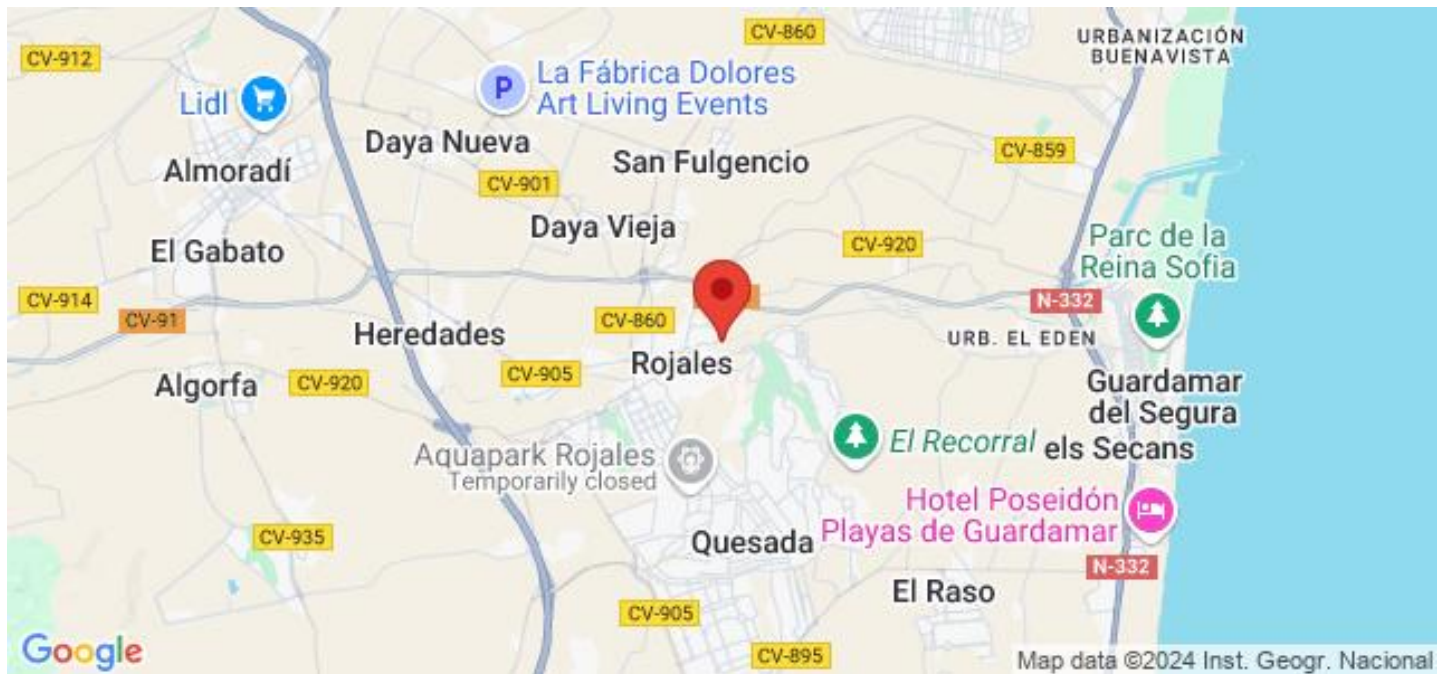 CV-860
URBANIZACIÓN
BUENAVISTA
CV-912
La Fábrica Dolores
Art Living Events
P
Lidl
Daya Nueva
CV-859
San Fulgencio
Almoradí
CV-901
Daya Vieja
Parc de la
Reina Sofia
El Gabato
CV-920
CV-914
N-332
CV-91
CV-860
Heredades
URB. EL EDEN
Rojales
CV-905
Algorfa
CV-920
Guardamar
del Segura
El Recorral
els Secans
Aquapark Rojales
Temporarily closed
Hotel Poseidón
Playas de Guardamar
CV-935
Quesada
N-332
El Raso
CV-905
Google
CV-895
Map data ©2024 Inst. Geogr. Nacional